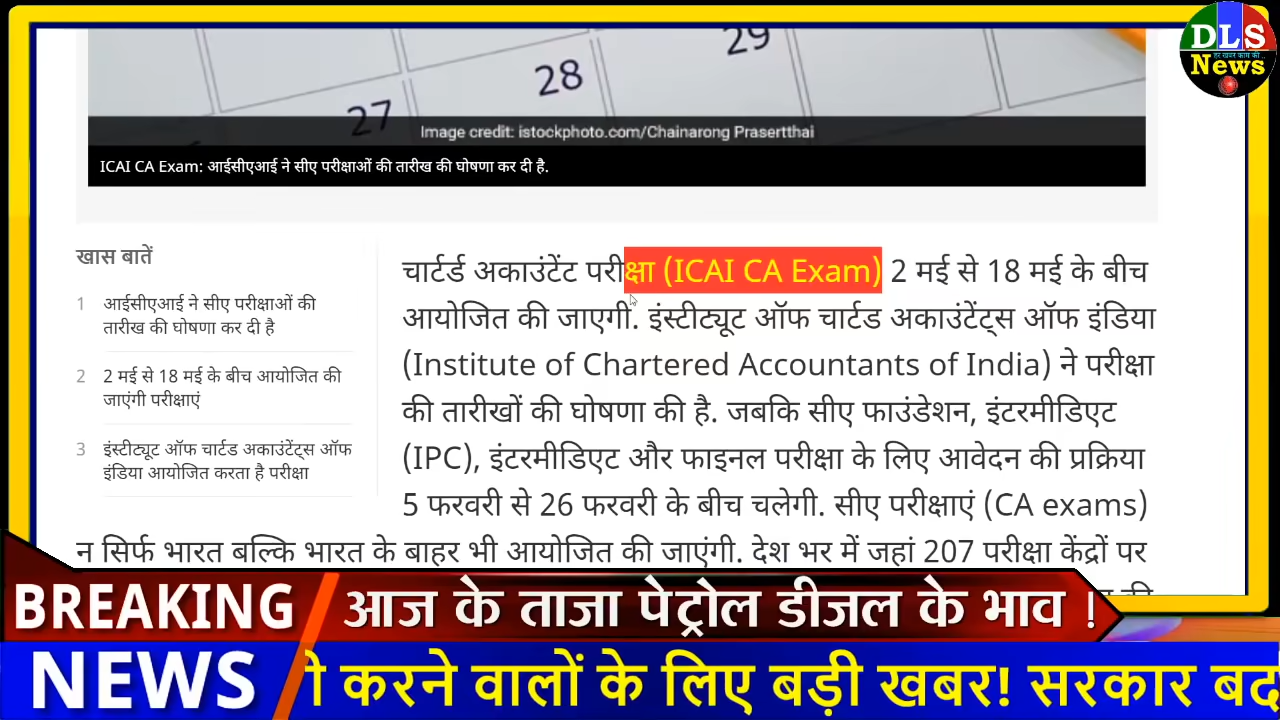 DLS
हर खबर काम की..
News
29
28
27
Image credit: istockphoto.com/Chainarong Prasertthai
ICAI CA Exam: आईसीएआई ने सीए परीक्षाओं की तारीख की घोषणा कर दी है.
खास बातें
1 आईसीएआई ने सीए परीक्षाओं की
तारीख की घोषणा कर दी है
2 2 मई से 18 मई के बीच आयोजित की
जाएंगी परीक्षाएं
3 इंस्टीट्यूट ऑफ चार्टड अकाउंटेंट्स ऑफ
इंडिया आयोजित करता है परीक्षा
चार्टर्ड अकाउंटेंट परीक्षा (ICAI CA Exam) 2 मई से 18 मई के बीच
आयोजित की जाएगी. इंस्टीट्यूट ऑफ चार्टड अकाउंटेंट्स ऑफ इंडिया
(Institute of Chartered Accountants of India) ने परीक्षा
की तारीखों की घोषणा की है. जबकि सीए फाउंडेशन, इंटरमीडिएट
(IPC), इंटरमीडिएट और फाइनल परीक्षा के लिए आवेदन की प्रक्रिया
5 फरवरी से 26 फरवरी के बीच चलेगी. सीए परीक्षाएं (CA exams)
न सिर्फ भारत बल्कि भारत के बाहर भी आयोजित की जाएंगी. देश भर में जहां 207 परीक्षा केंद्रों पर
BREAKING
NEWS
आज के ताजा पेट्रोल डीजल के भाव !
करने वालों के लिए बड़ी खबर! सरकार बद